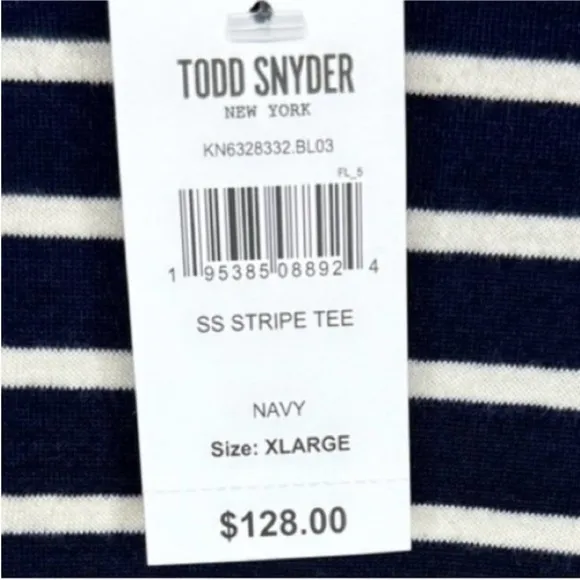 TODD SNYDER
NEW YORK
KN6328332.BL03
FL_5
1 95385 08892 4
SS STRIPE TEE
NAVY
Size: XLARGE
$128.00